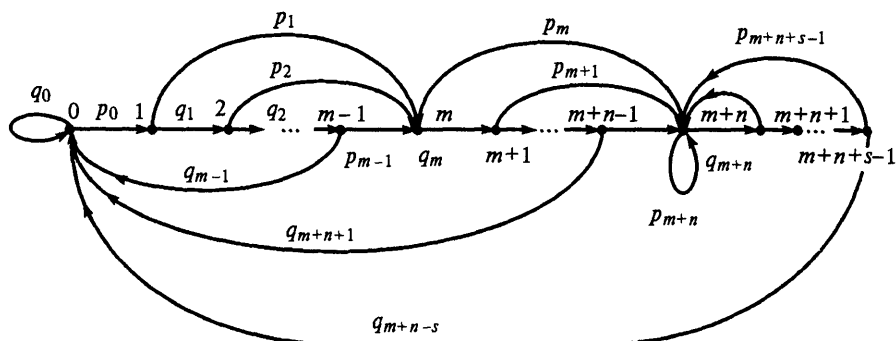 p_1 p_m p_{m+n+s-1}
q_0 p_2 p_{m+1}
0 p_0 1 q_1 2 q_2 ... m-1 m m+n-1 m+n m+n+1
p_{m-1} q_m m+1 ... q_{m+n} ... m+n+s-1
q_{m-1}
p_{m+n}
q_{m+n+1}
q_{m+n-s}